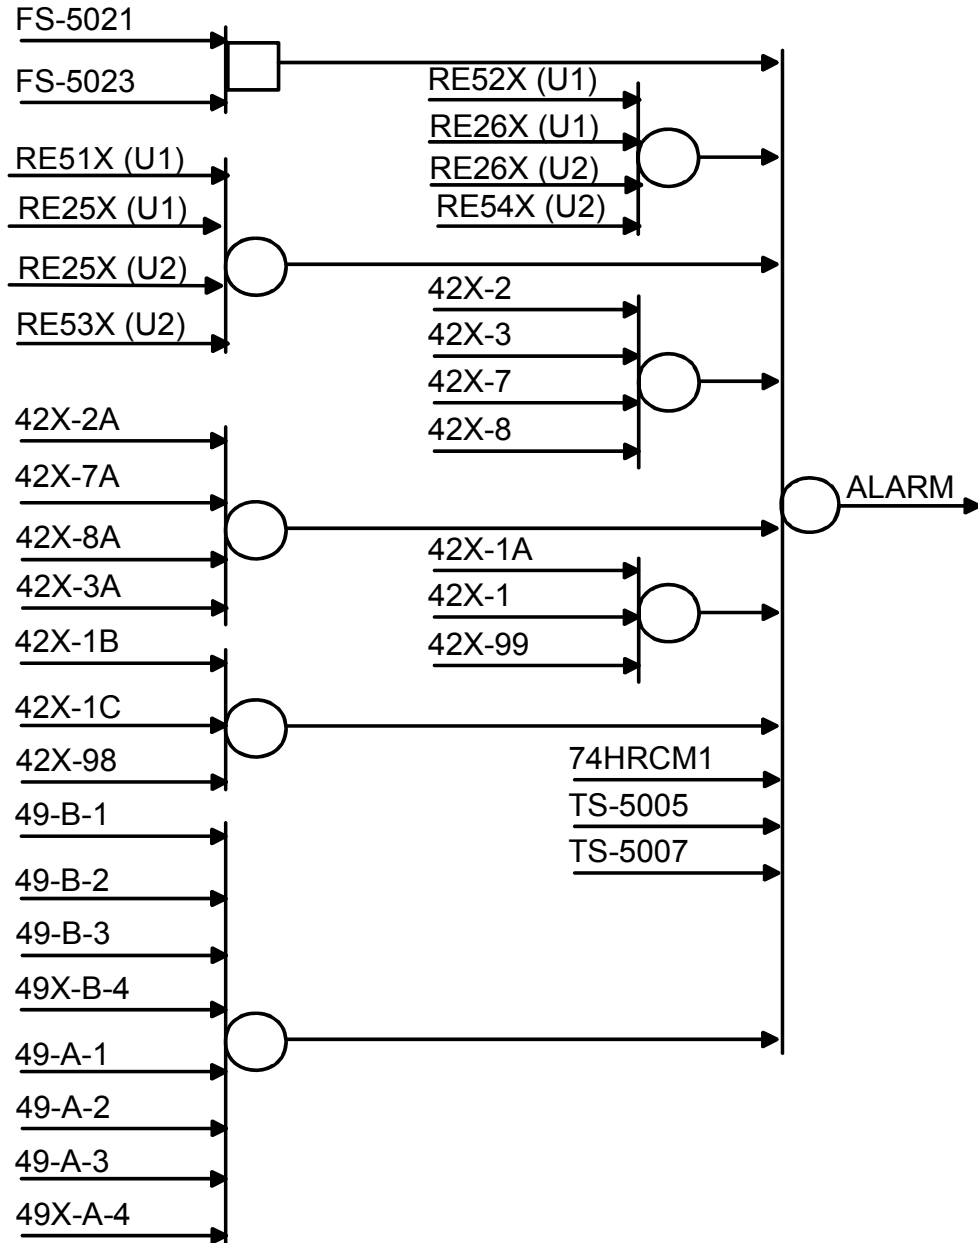 FS-5021
FS-5023
RE51X (U1)
RE25X (U1)
RE25X (U2)
RE53X (U2)
42X-2A
42X-7A
42X-8A
42X-3A
42X-1B
42X-1C
42X-98
49-B-1
49-B-2
49-B-3
49X-B-4
49-A-1
49-A-2
49-A-3
49X-A-4
RE52X (U1)
RE26X (U1)
RE26X (U2)
RE54X (U2)
42X-2
42X-3
42X-7
42X-8
42X-1A
42X-1
42X-99
74HRCM1
TS-5005
TS-5007
ALARM